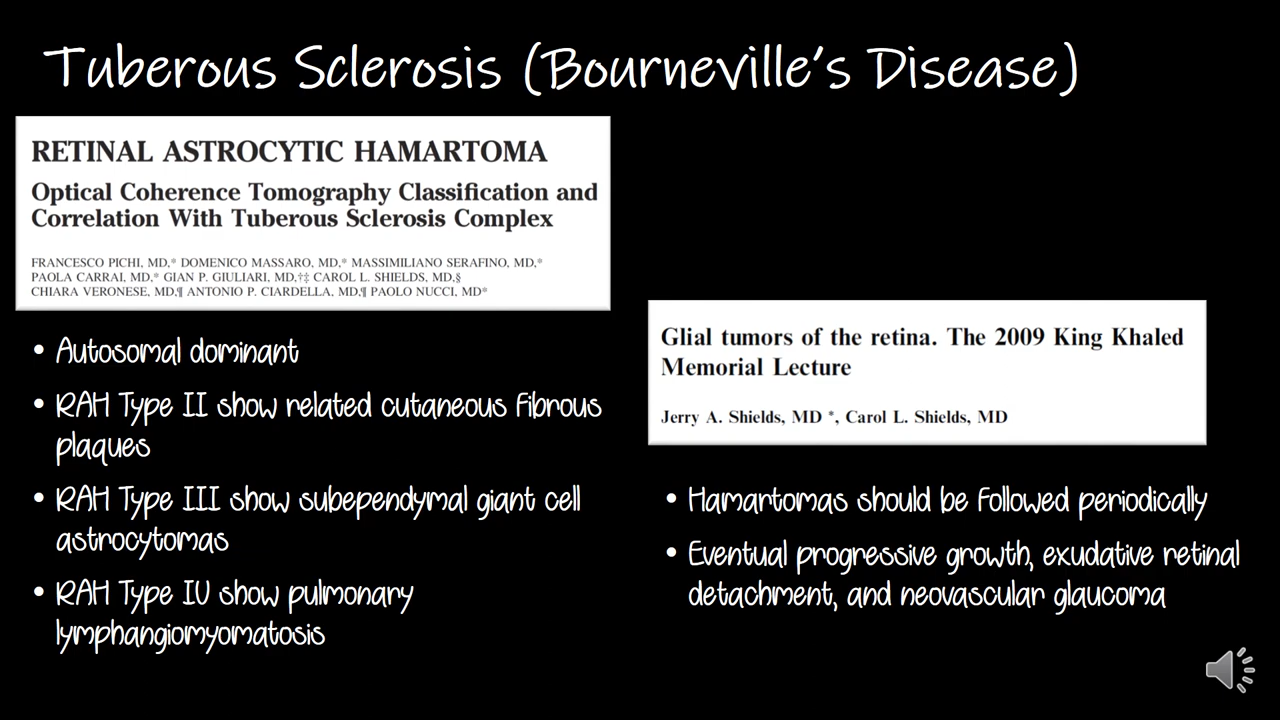 Tuberous Sclerosis (Bourneville's Disease)
RETINAL ASTROCYTIC HAMARTOMA
Optical Coherence Tomography Classification and
Correlation With Tuberous Sclerosis Complex
FRANCESCO PICHI, MD,* DOMENICO MASSARO, MD,* MASSIMILIANO SERAFINO, MD,*
PAOLA CARRAI, MD,* GIAN P. GIULIARI, MD,†‡ CAROL L. SHIELDS, MD,§
CHIARA VERONESE, MD,¶ ANTONIO P. CIARDELLA, MD,¶ PAOLO NUCCI, MD*
• Autosomal dominant
• RAH Type II show related cutaneous fibrous
plaques
• RAH Type III show subependymal giant cell
astrocytomas
• RAH Type IV show pulmonary
lymphangiomyomatosis
Glial tumors of the retina. The 2009 King Khaled
Memorial Lecture
Jerry A. Shields, MD *, Carol L. Shields, MD
• Hamartomas should be followed periodically
• Eventual progressive growth, exudative retinal
detachment, and neovascular glaucoma